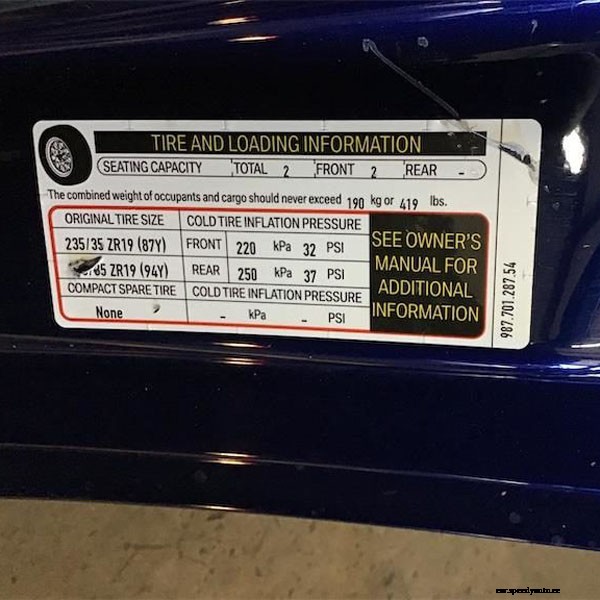 TIRE AND LOADING INFORMATION
SEATING CAPACITY TOTAL 2 FRONT 2 REAR -
The combined weight of occupants and cargo should never exceed 190 kg or 419 lbs.
ORIGINAL TIRE SIZE COLD TIRE INFLATION PRESSURE
235/35 ZR19 (87Y) FRONT 220 kPa 32 PSI
ZR19 (94Y) REAR 250 kPa 37 PSI
COMPACT SPARE TIRE COLD TIRE INFLATION PRESSURE
None - kPa - PSI
SEE OWNER'S
MANUAL FOR
ADDITIONAL
INFORMATION
987.701.287.54